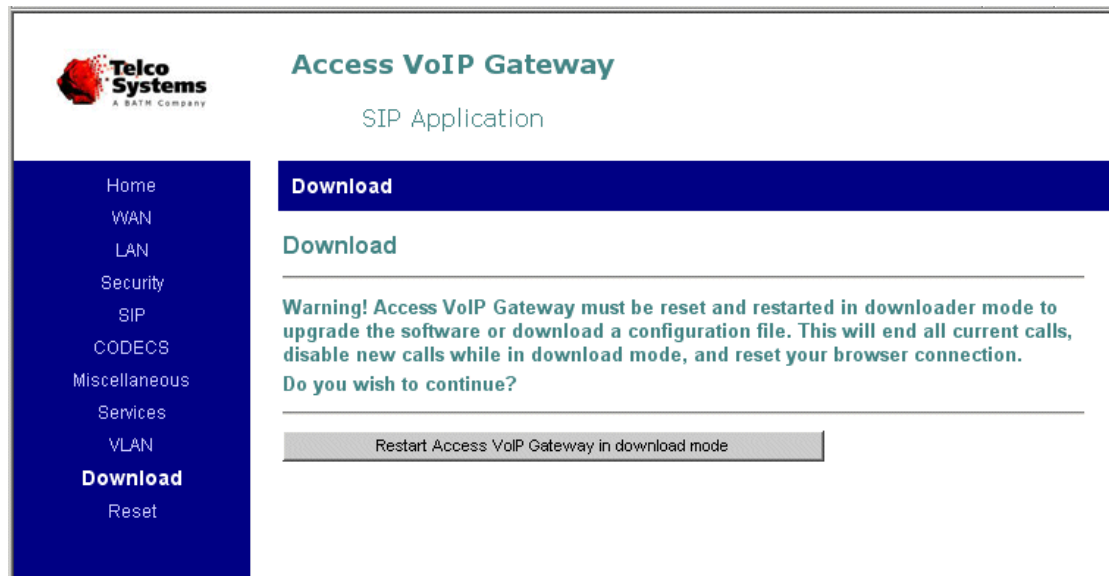 Telco
Systems
A BATM Company
Access VoIP Gateway
SIP Application
Home
WAN
LAN
Security
SIP
CODECS
Miscellaneous
Services
VLAN
Download
Reset
Download
Download
Warning! Access VoIP Gateway must be reset and restarted in downloader mode to
upgrade the software or download a configuration file. This will end all current calls,
disable new calls while in download mode, and reset your browser connection.
Do you wish to continue?
Restart Access VoIP Gateway in download mode